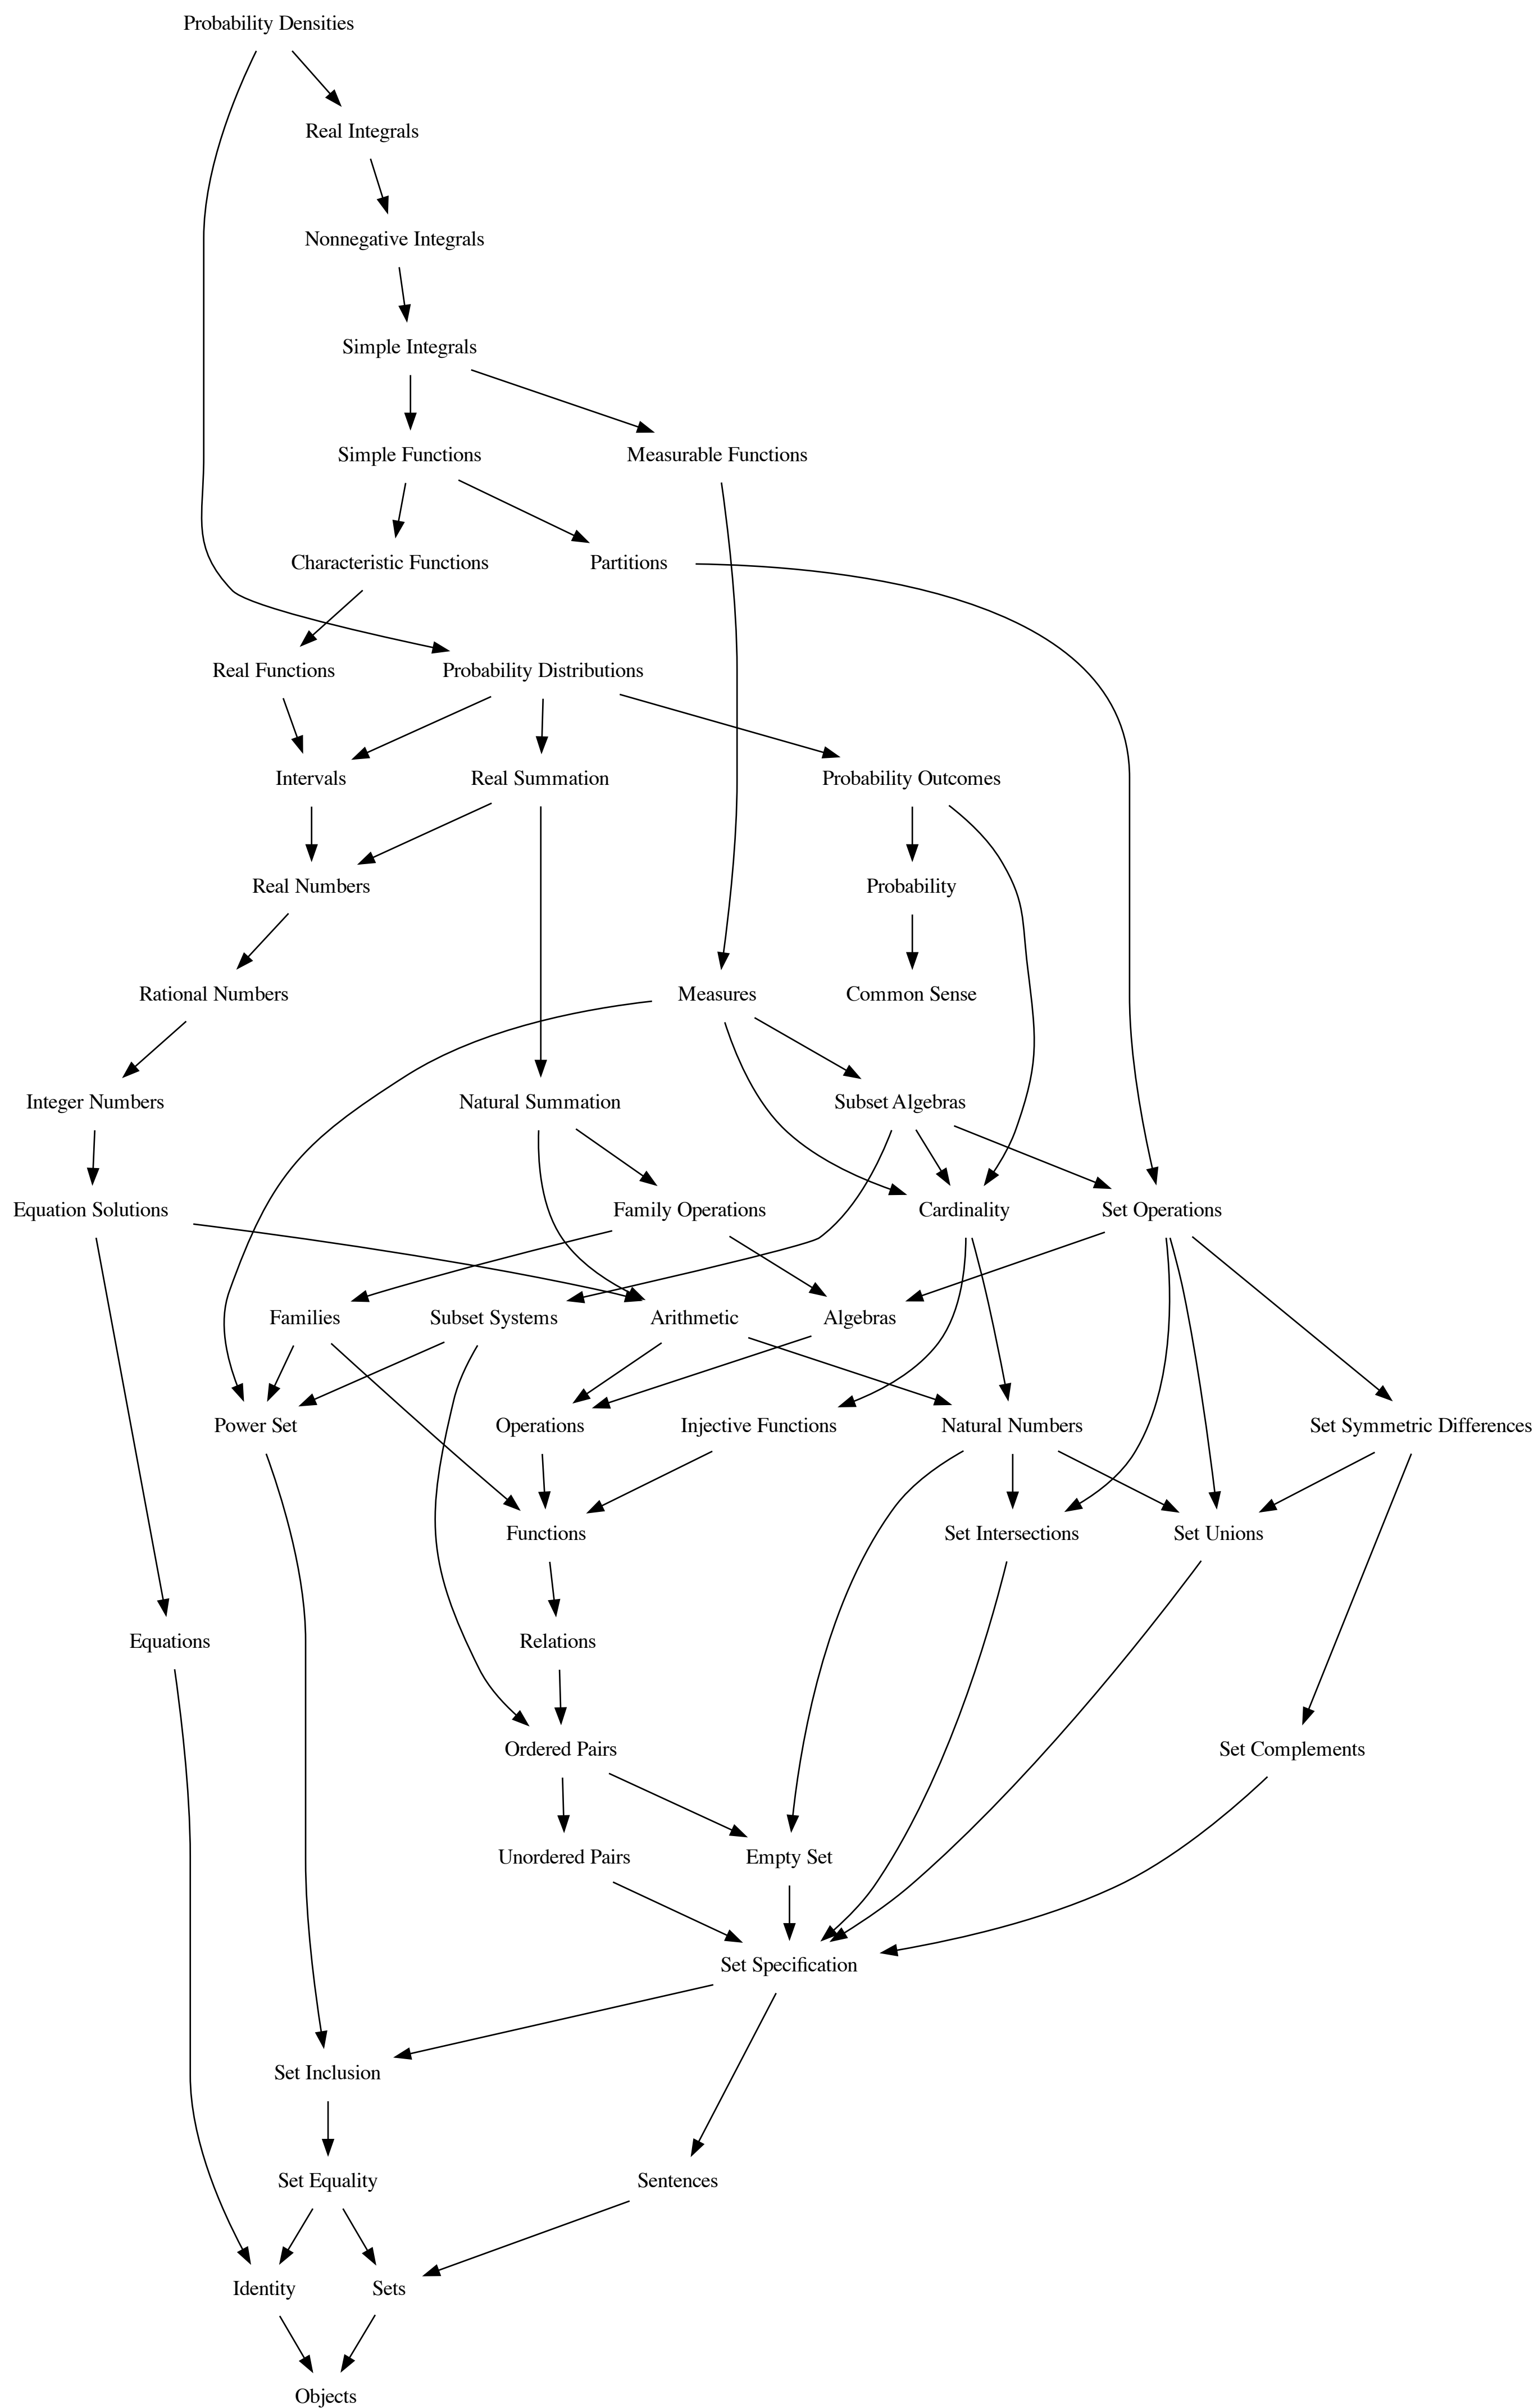 Probability Densities
Real Integrals
Nonnegative Integrals
Simple Integrals
Simple Functions
Measurable Functions
Characteristic Functions
Partitions
Real Functions
Probability Distributions
Intervals
Real Summation
Probability Outcomes
Real Numbers
Probability
Rational Numbers
Measures
Common Sense
Integer Numbers
Natural Summation
Subset Algebras
Equation Solutions
Family Operations
Cardinality
Set Operations
Families
Subset Systems
Arithmetic
Algebras
Power Set
Operations
Injective Functions
Natural Numbers
Set Symmetric Differences
Functions
Set Intersections
Set Unions
Equations
Relations
Ordered Pairs
Set Complements
Unordered Pairs
Empty Set
Set Specification
Set Inclusion
Set Equality
Sentences
Identity
Sets
Objects